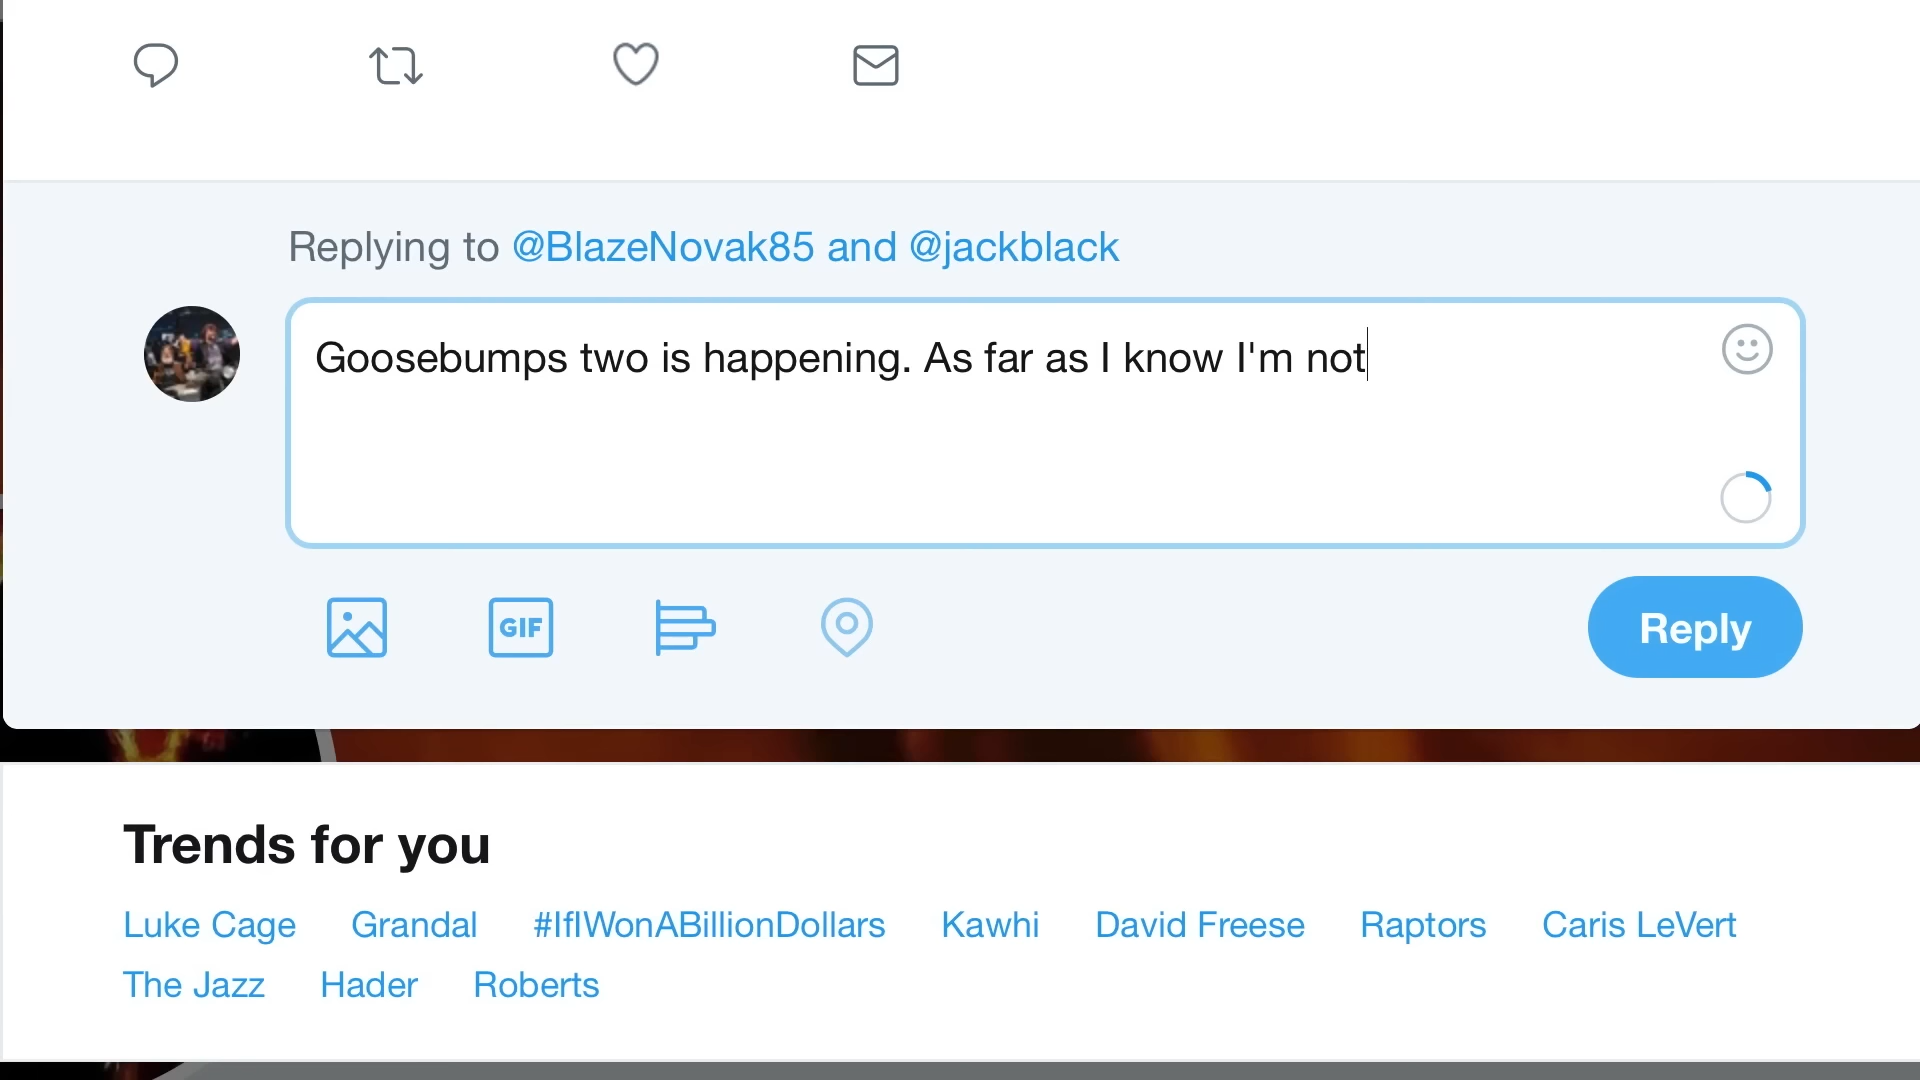 Replying to @BlazeNovak85 and @jackblack
Goosebumps two is happening. As far as I know I'm not
GIF
Reply
Trends for you
Luke Cage Grandal #IfIWonABillionDollars Kawhi David Freese Raptors Caris LeVert
The Jazz Hader Roberts